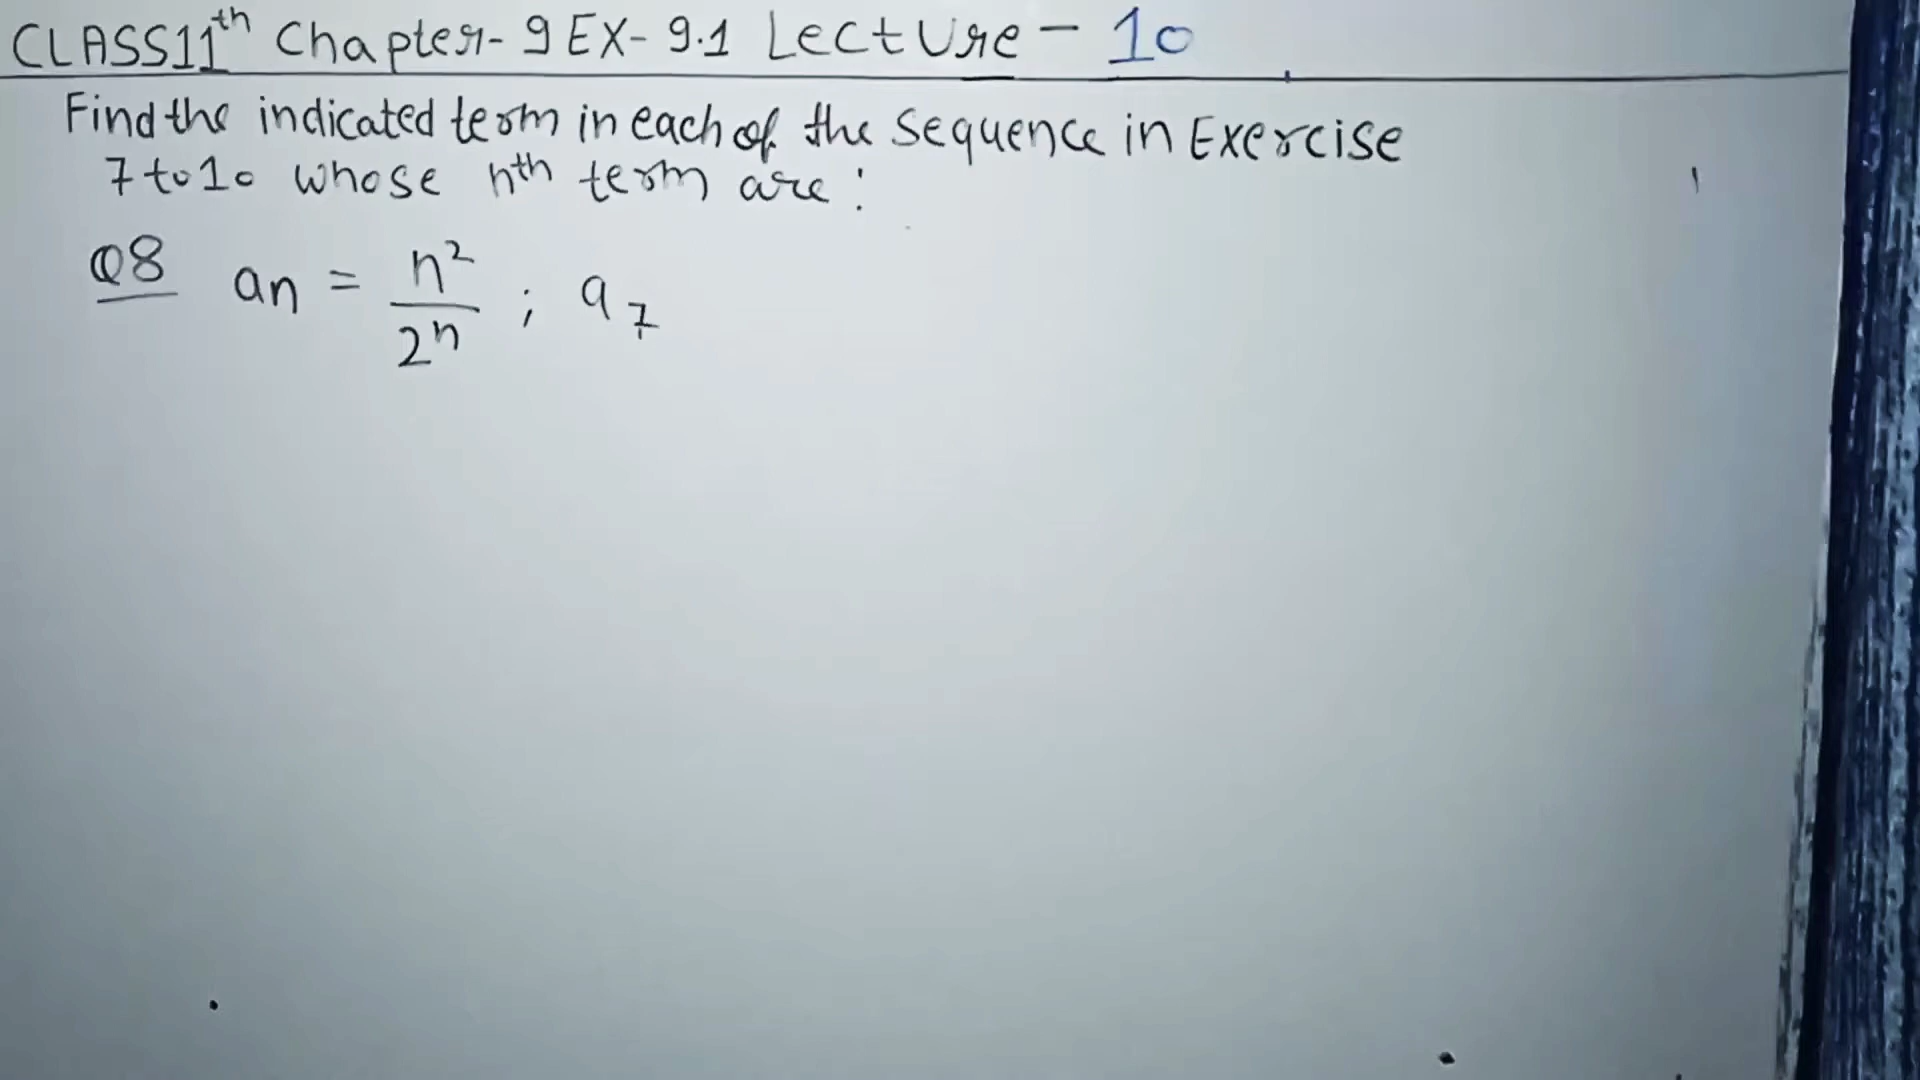 CLASS11th Chapter- 9 EX- 9.1 Lecture - 10
Find the indicated term in each of the sequence in Exercise
7 to 10 whose nth term are :
Q8 an = n²/2ⁿ ; a₇